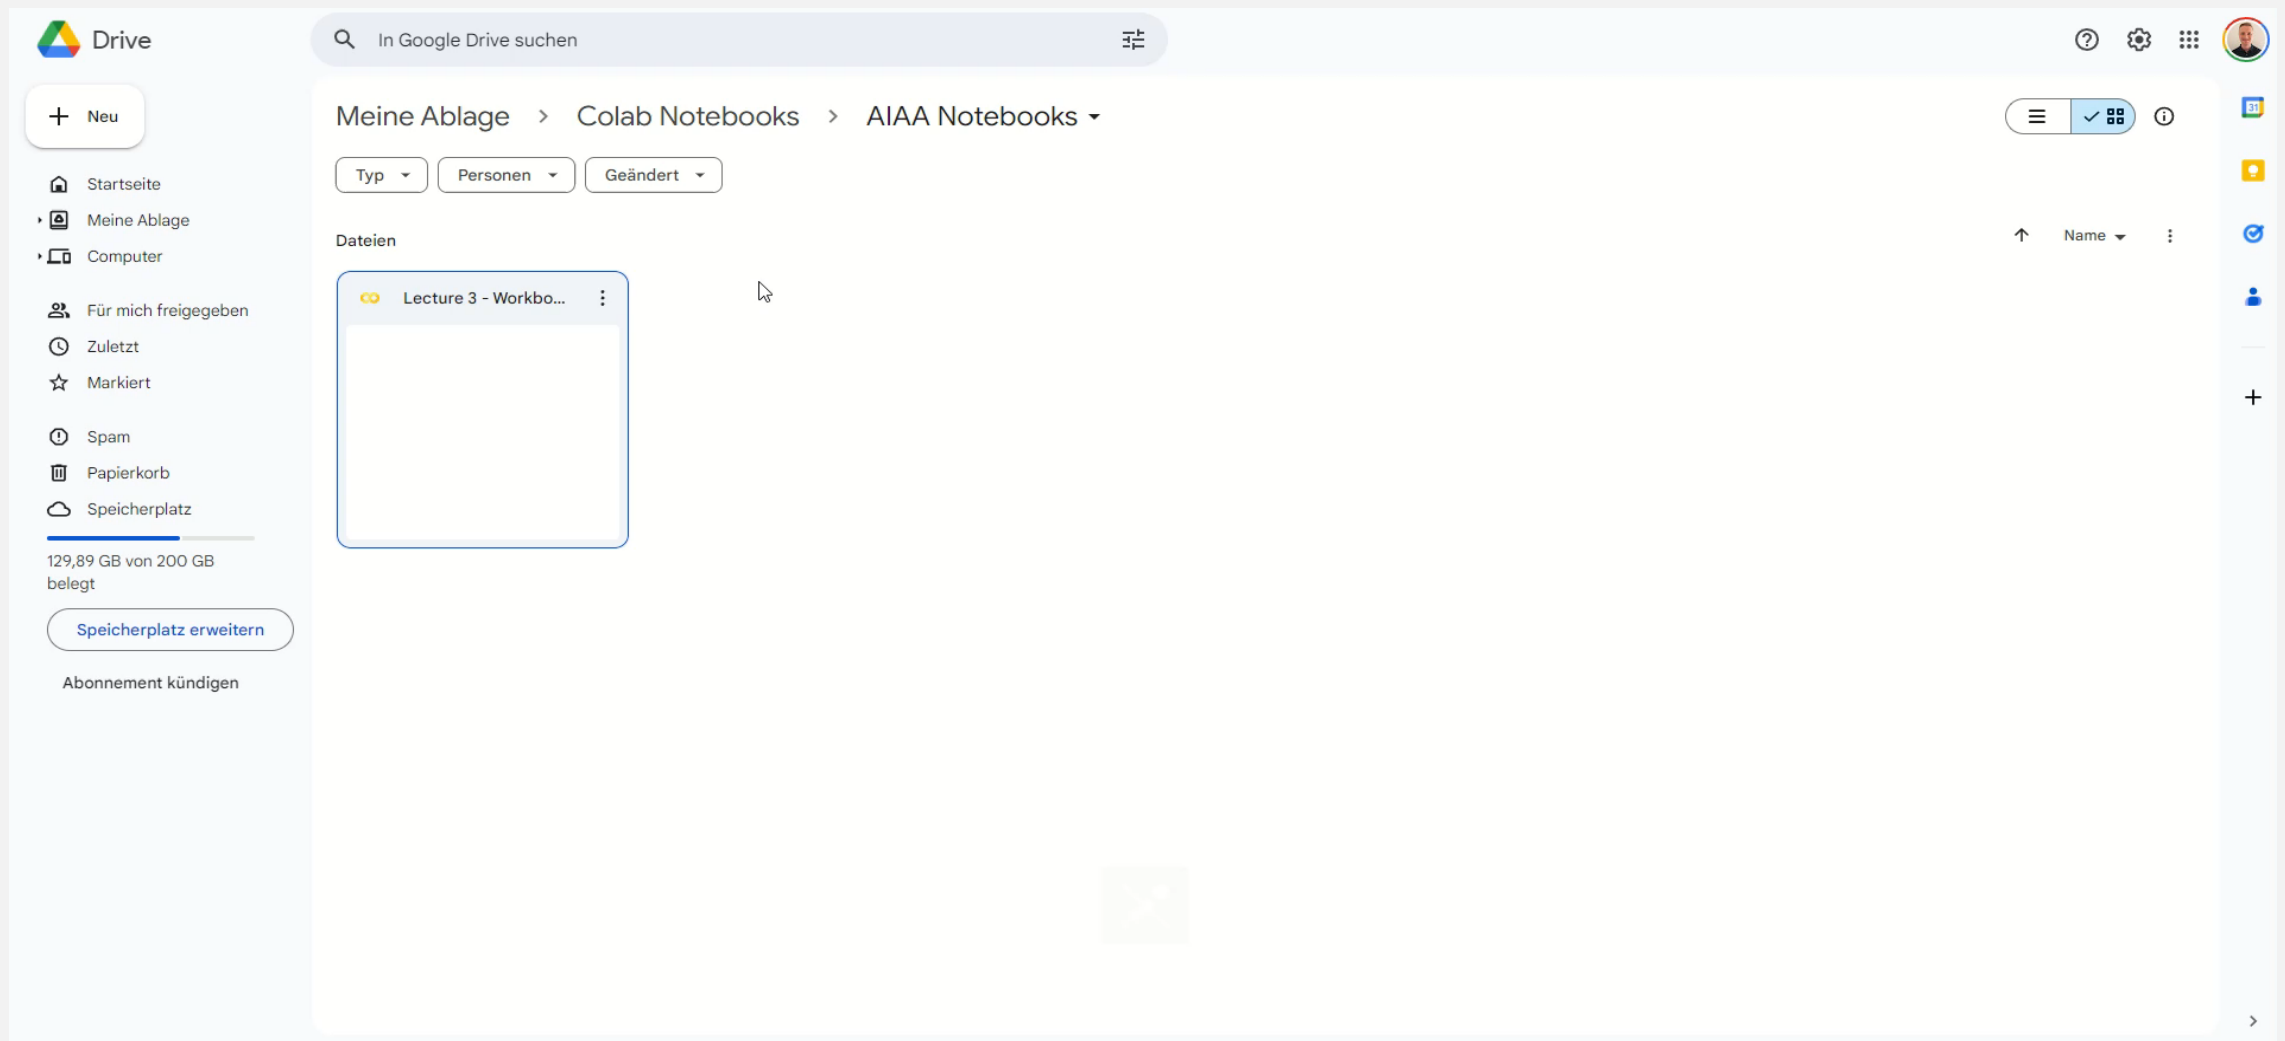 Drive
In Google Drive suchen
Neu
Meine Ablage
Colab Notebooks
AIAA Notebooks
31
Typ
Personen
Geändert
Startseite
Meine Ablage
Computer
Dateien
Name
Lecture 3 - Workbo...
Für mich freigegeben
Zuletzt
Markiert
Spam
Papierkorb
Speicherplatz
129,89 GB von 200 GB
belegt
Speicherplatz erweitern
Abonnement kündigen